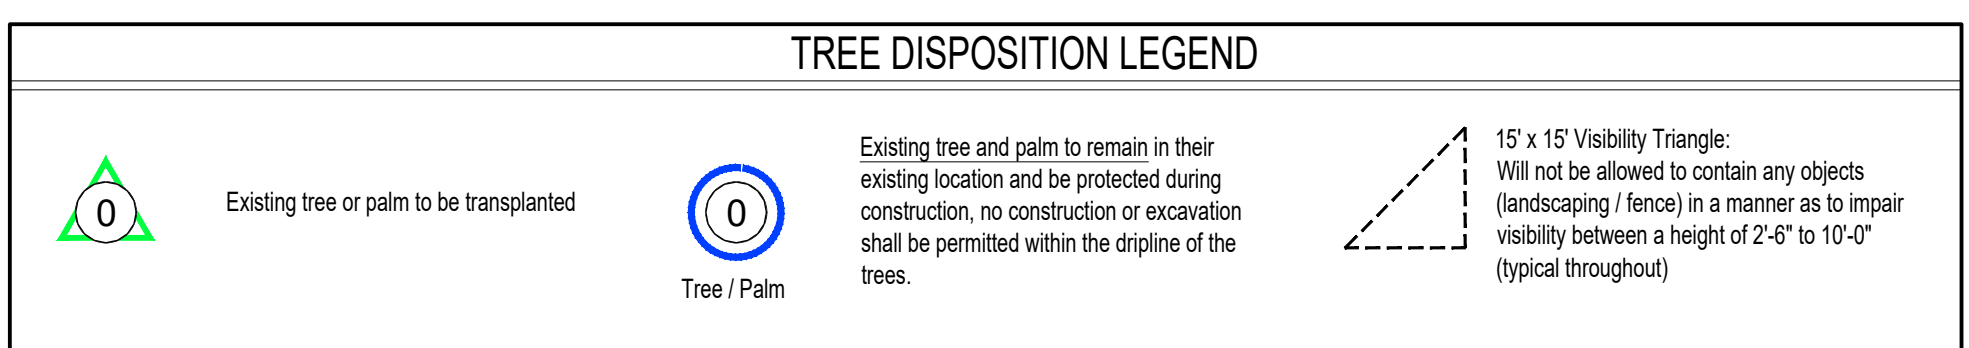 TREE DISPOSITION LEGEND
0
Existing tree or palm to be transplanted
0
Tree / Palm
Existing tree and palm to remain in their
existing location and be protected during
construction, no construction or excavation
shall be permitted within the dripline of the
trees.
15' x 15' Visibility Triangle:
Will not be allowed to contain any objects
(landscaping / fence) in a manner as to impair
visibility between a height of 2'-6" to 10'-0"
(typical throughout)